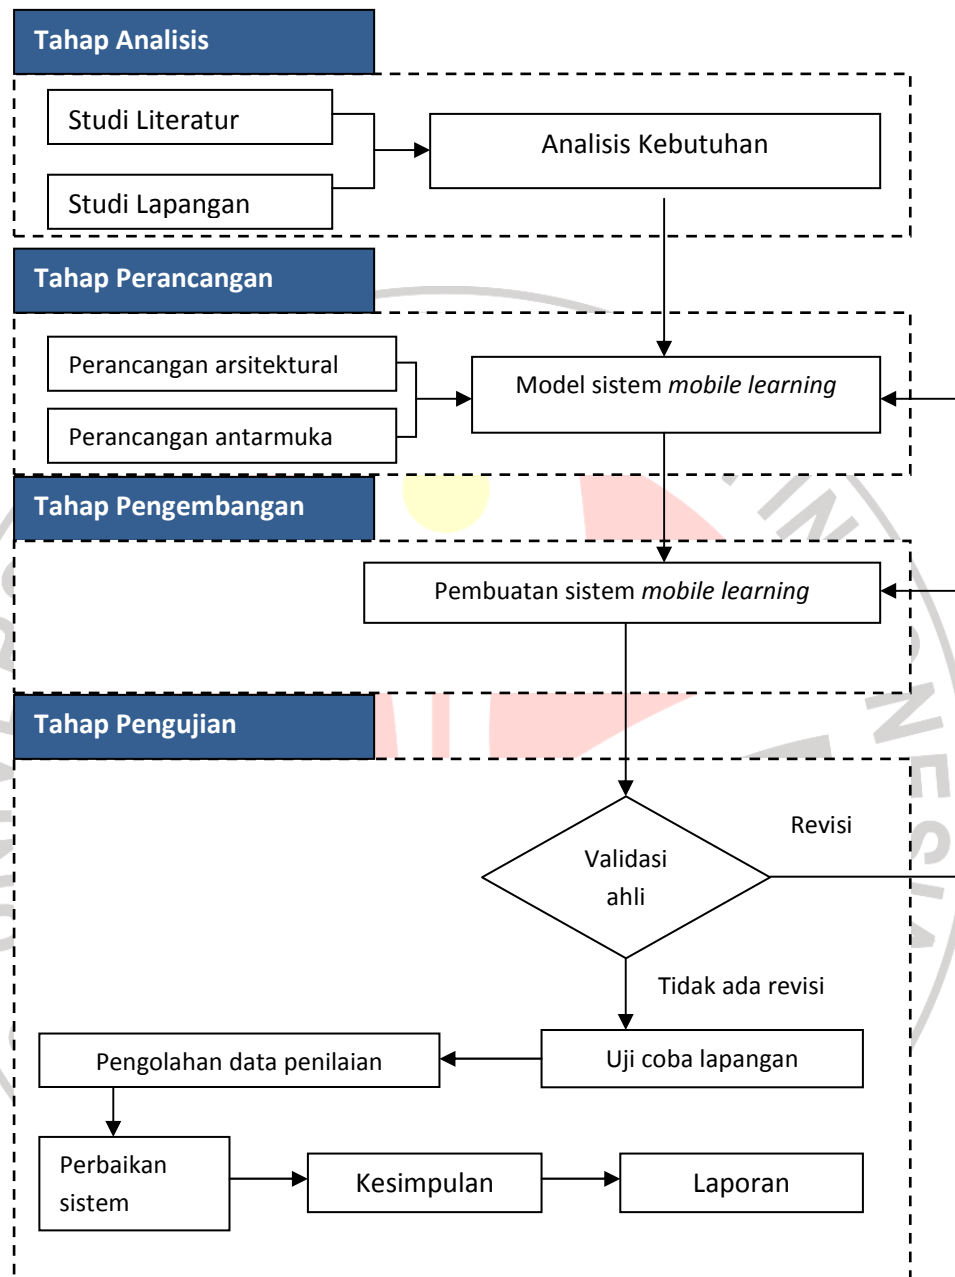 Tahap Analisis
Studi Literatur
Analisis Kebutuhan
Studi Lapangan
Tahap Perancangan
Perancangan arsitektural
Model sistem mobile learning
Perancangan antarmuka
Tahap Pengembangan
Pembuatan sistem mobile learning
Tahap Pengujian
Revisi
Validasi
ahli
Tidak ada revisi
Uji coba lapangan
Pengolahan data penilaian
Perbaikan
sistem
Kesimpulan
Laporan